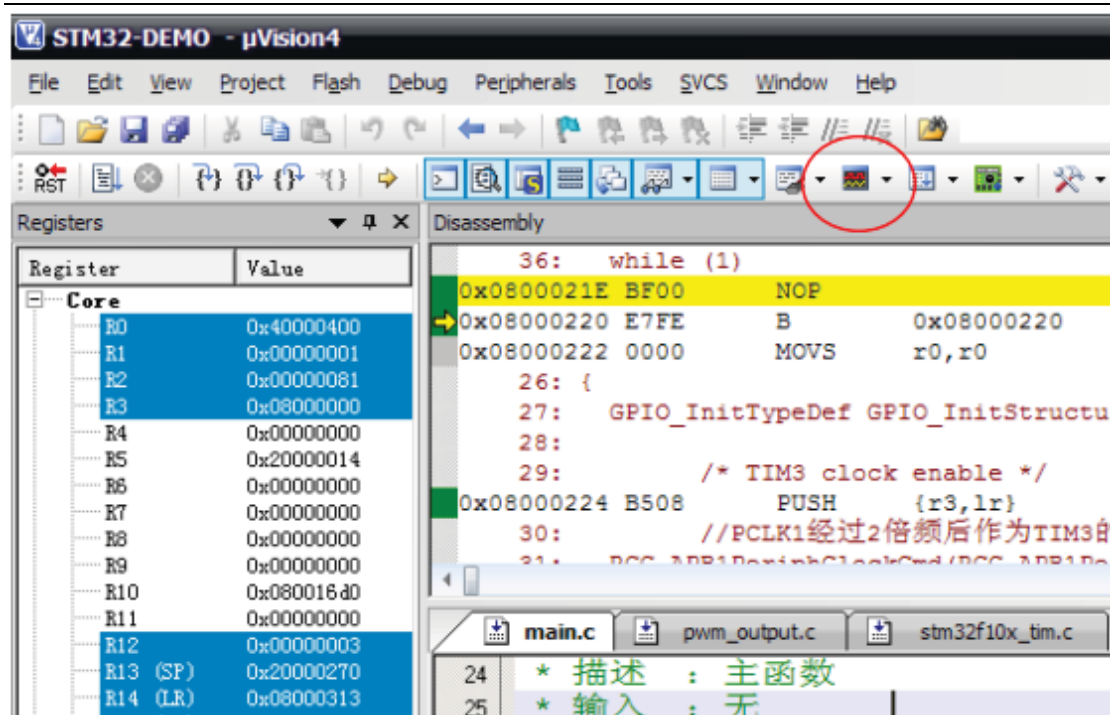 STM32-DEMO - µVision4
File Edit View Project Flash Debug Peripherals Tools SVCS Window Help
RST
Registers
Register Value
Core
R0 0x40000400
R1 0x00000001
R2 0x00000081
R3 0x08000000
R4 0x00000000
R5 0x20000014
R6 0x00000000
R7 0x00000000
R8 0x00000000
R9 0x00000000
R10 0x080016d0
R11 0x00000000
R12 0x00000003
R13 (SP) 0x20000270
R14 (LR) 0x08000313
Disassembly
36: while (1)
0x0800021E BF00 NOP
0x08000220 E7FE B 0x08000220
0x08000222 0000 MOVS r0,r0
26: {
27: GPIO_InitTypeDef GPIO_InitStructu
28:
29: /* TIM3 clock enable */
0x08000224 B508 PUSH {r3,lr}
30: //PCLK1经过2倍频后作为TIM3的
31: RCC_APB1PeriphClockCmd(RCC_APB1Pe
main.c pwm_output.c stm32f10x_tim.c
24 * 描述 : 主函数
25 * 输入 : 无